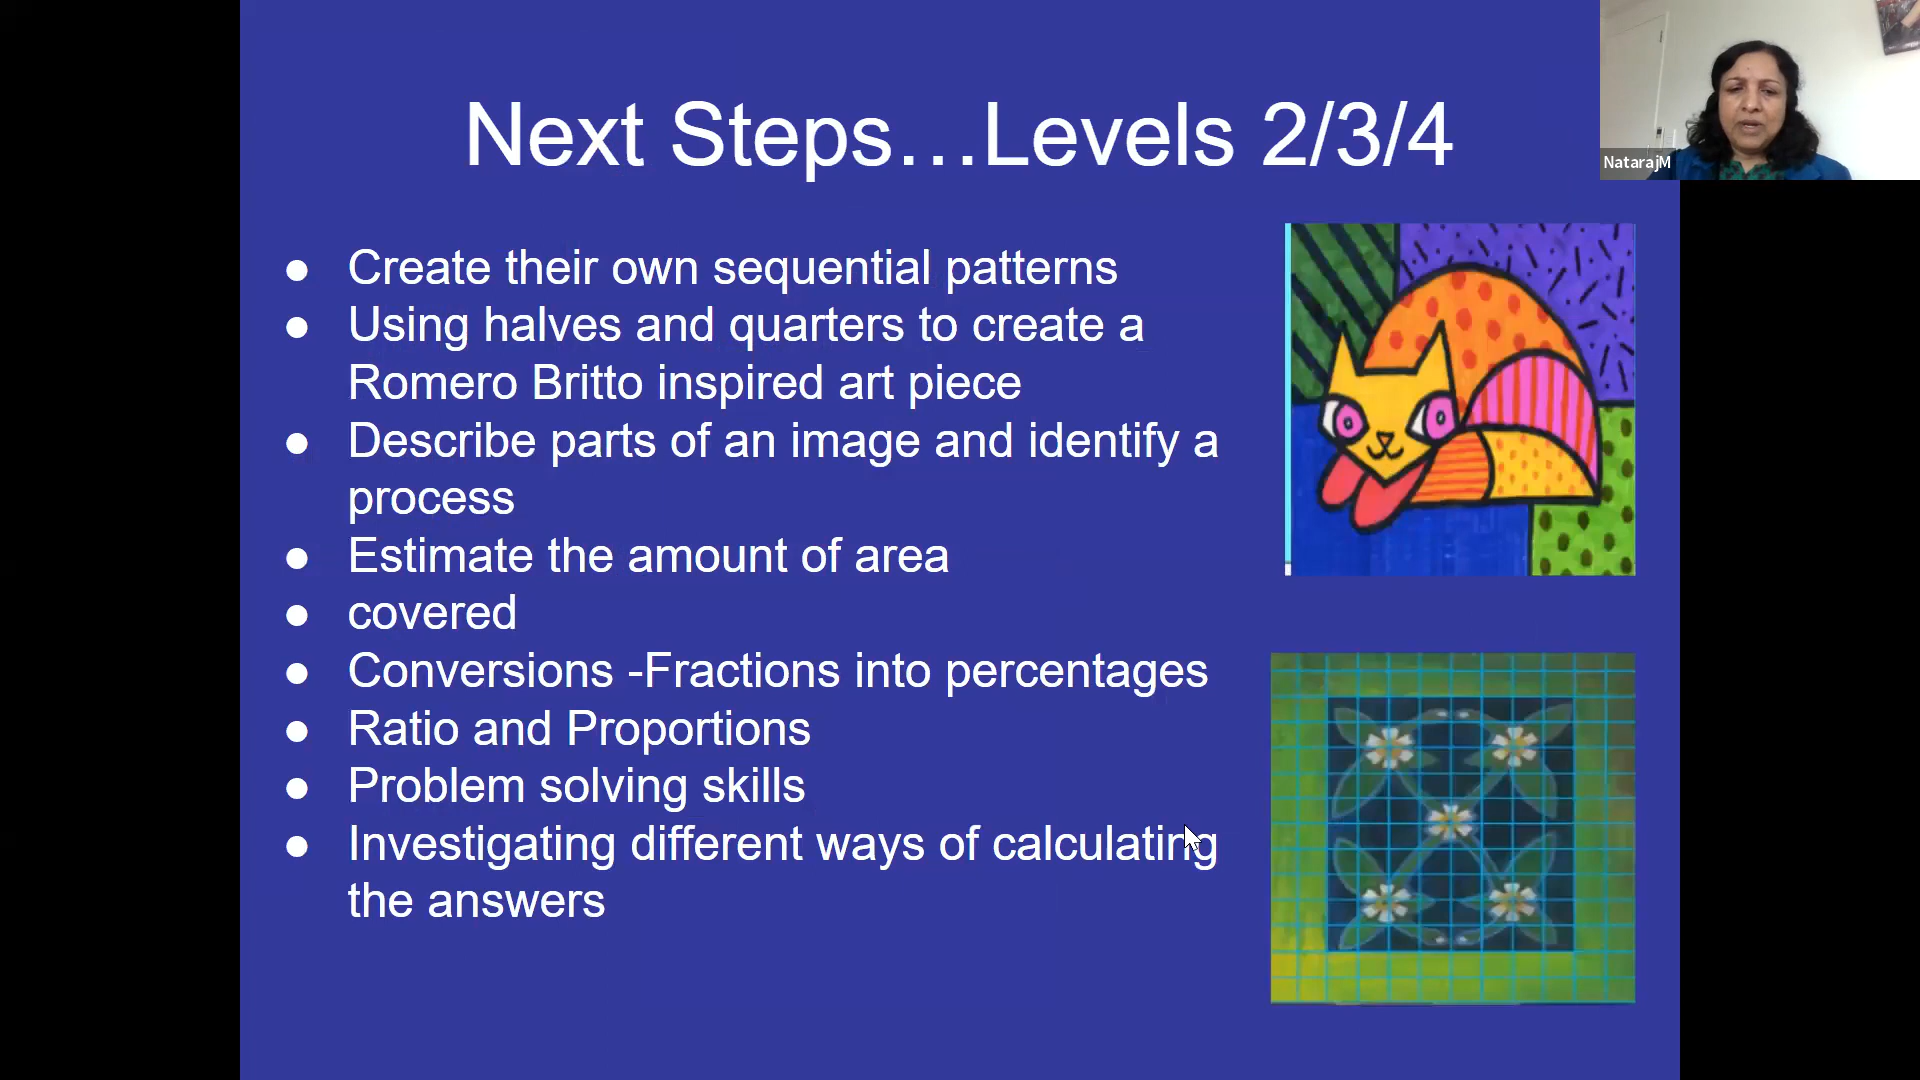 Next Steps…Levels 2/3/4
NatarajM
● Create their own sequential patterns
● Using halves and quarters to create a
Romero Britto inspired art piece
● Describe parts of an image and identify a
process
● Estimate the amount of area
● covered
● Conversions -Fractions into percentages
● Ratio and Proportions
● Problem solving skills
● Investigating different ways of calculating
the answers